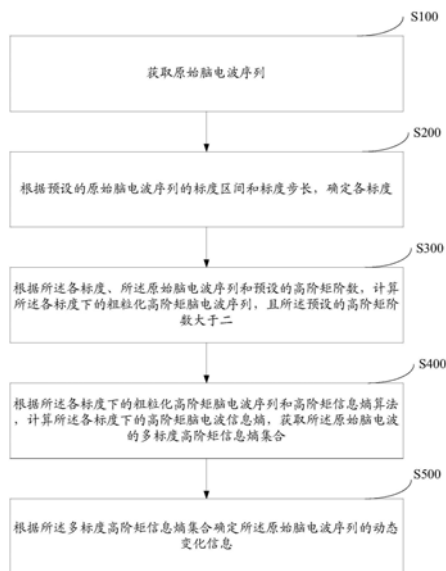 S100
获取原始脑电波序列
S200
根据预设的原始脑电波序列的标度区间和标度步长，确定各标度
S300
根据所述各标度、所述原始脑电波序列和预设的高阶矩阶数，计算
所述各标度下的粗粒化高阶矩脑电波序列，且所述预设的高阶矩阶
数大于二
S400
根据所述各标度下的粗粒化高阶矩脑电波序列和高阶矩信息熵算法
，计算所述各标度下的高阶矩脑电波信息熵，获取所述原始脑电波
的多标度高阶矩信息熵集合
S500
根据所述多标度高阶矩信息熵集合确定所述原始脑电波序列的动态
变化信息